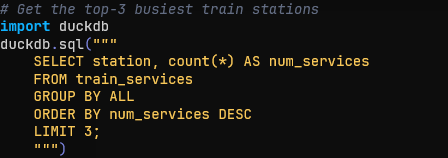 # Get the top-3 busiest train stations
import duckdb
duckdb.sql("""
    SELECT station, count(*) AS num_services
    FROM train_services
    GROUP BY ALL
    ORDER BY num_services DESC
    LIMIT 3;
    """)